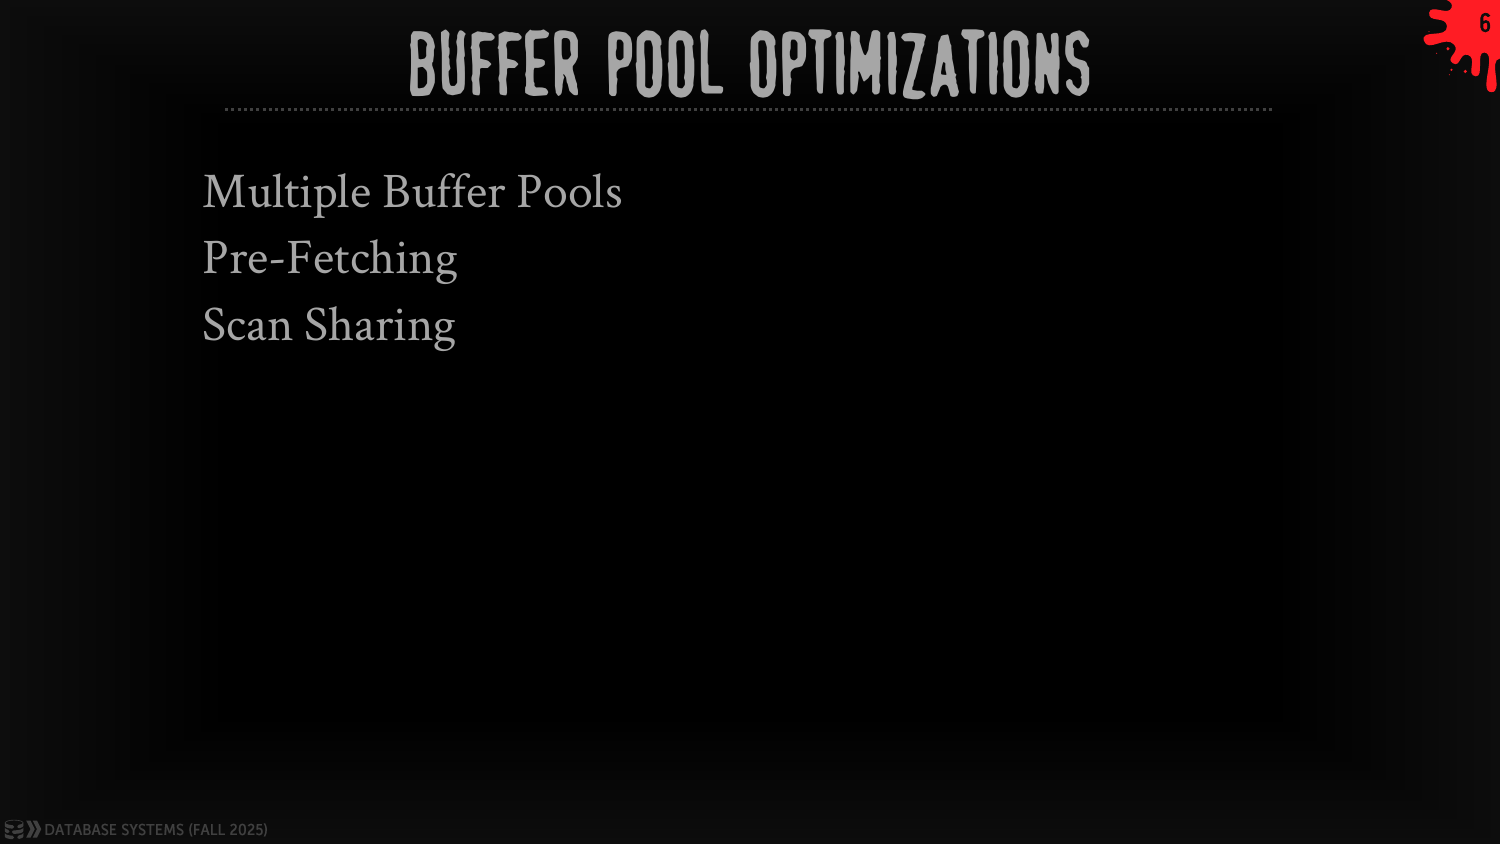 BUFFER POOL OPTIMIZATIONS
6
Multiple Buffer Pools
Pre-Fetching
Scan Sharing
DATABASE SYSTEMS (FALL 2025)